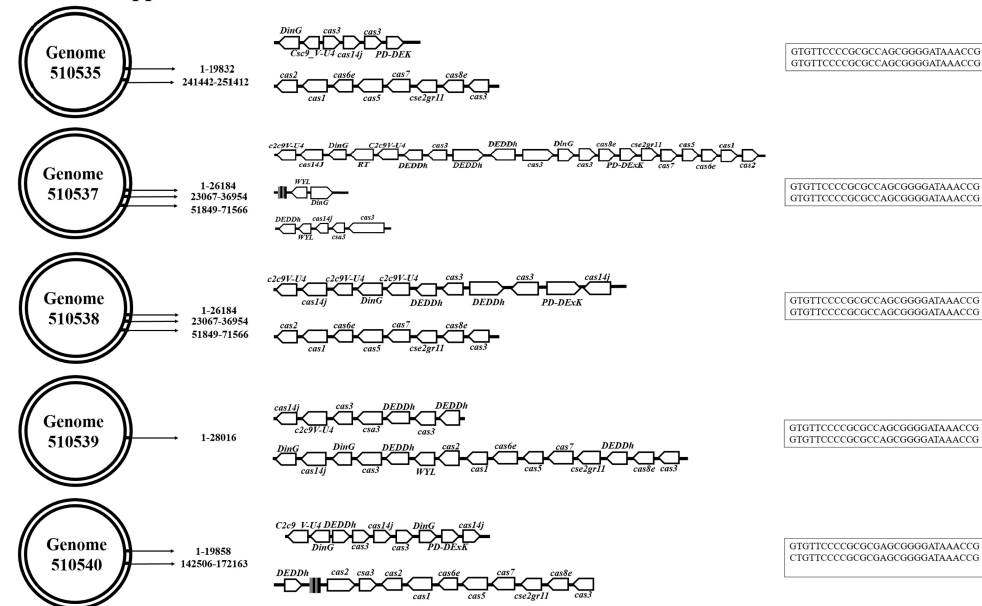 DinG cas3 cas3
Csc9_V-U4 cas14j PD-DEK
Genome
510535
1-19832
241442-251412
cas2 cas6e cas7 cas8e
cas1 cas5 cse2gr11 cas3
GTGTTCCCCGCGCCAGCGGGGATAAACCG
GTGTTCCCCGCGCCAGCGGGGATAAACCG
c2c9V-U4 DinG C2c9V-U4 cas3 DEDDh DinG cas8e cse2gr11 cas5 cas1
cas14J RT DEDDh DEDDh cas3 cas3 PD-DExK cas7 cas6e cas2
Genome
510537
1-26184
23067-36954
51849-71566
WYL
DinG
DEDDh cas14j cas3
WYL csa3
GTGTTCCCCGCGCCAGCGGGGATAAACCG
GTGTTCCCCGCGCCAGCGGGGATAAACCG
c2c9V-U4 c2c9V-U4 c2c9V-U4 cas3 cas3 cas14j
cas14j DinG DEDDh DEDDh PD-DExK
Genome
510538
1-26184
23067-36954
51849-71566
cas2 cas6e cas7 cas8e
cas1 cas5 cse2gr11 cas3
GTGTTCCCCGCGCCAGCGGGGATAAACCG
GTGTTCCCCGCGCCAGCGGGGATAAACCG
cas14j cas3 DEDDh DEDDh
c2c9V-U4 csa3 cas3
Genome
510539
1-28016
DinG DinG DEDDh cas2 cas6e cas7 DEDDh
cas14j cas3 WYL cas1 cas5 cse2gr11 cas8e cas3
GTGTTCCCCGCGCCAGCGGGGATAAACCG
GTGTTCCCCGCGCCAGCGGGGATAAACCG
C2c9_V-U4 DEDDh cas14j DinG cas14j
DinG cas3 cas3 PD-DExK
Genome
510540
1-19858
142506-172163
DEDDh cas2 csa3 cas2 cas6e cas7 cas8e
cas1 cas5 cse2gr11 cas3
GTGTTCCCCGCGCGAGCGGGGATAAACCG
CTGTTCCCCGCGCGAGCGGGGATAAACCG